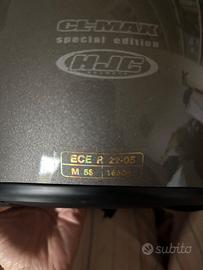 CL-MAX
special edition
HJC
ECE R 22-05
M 58
subito